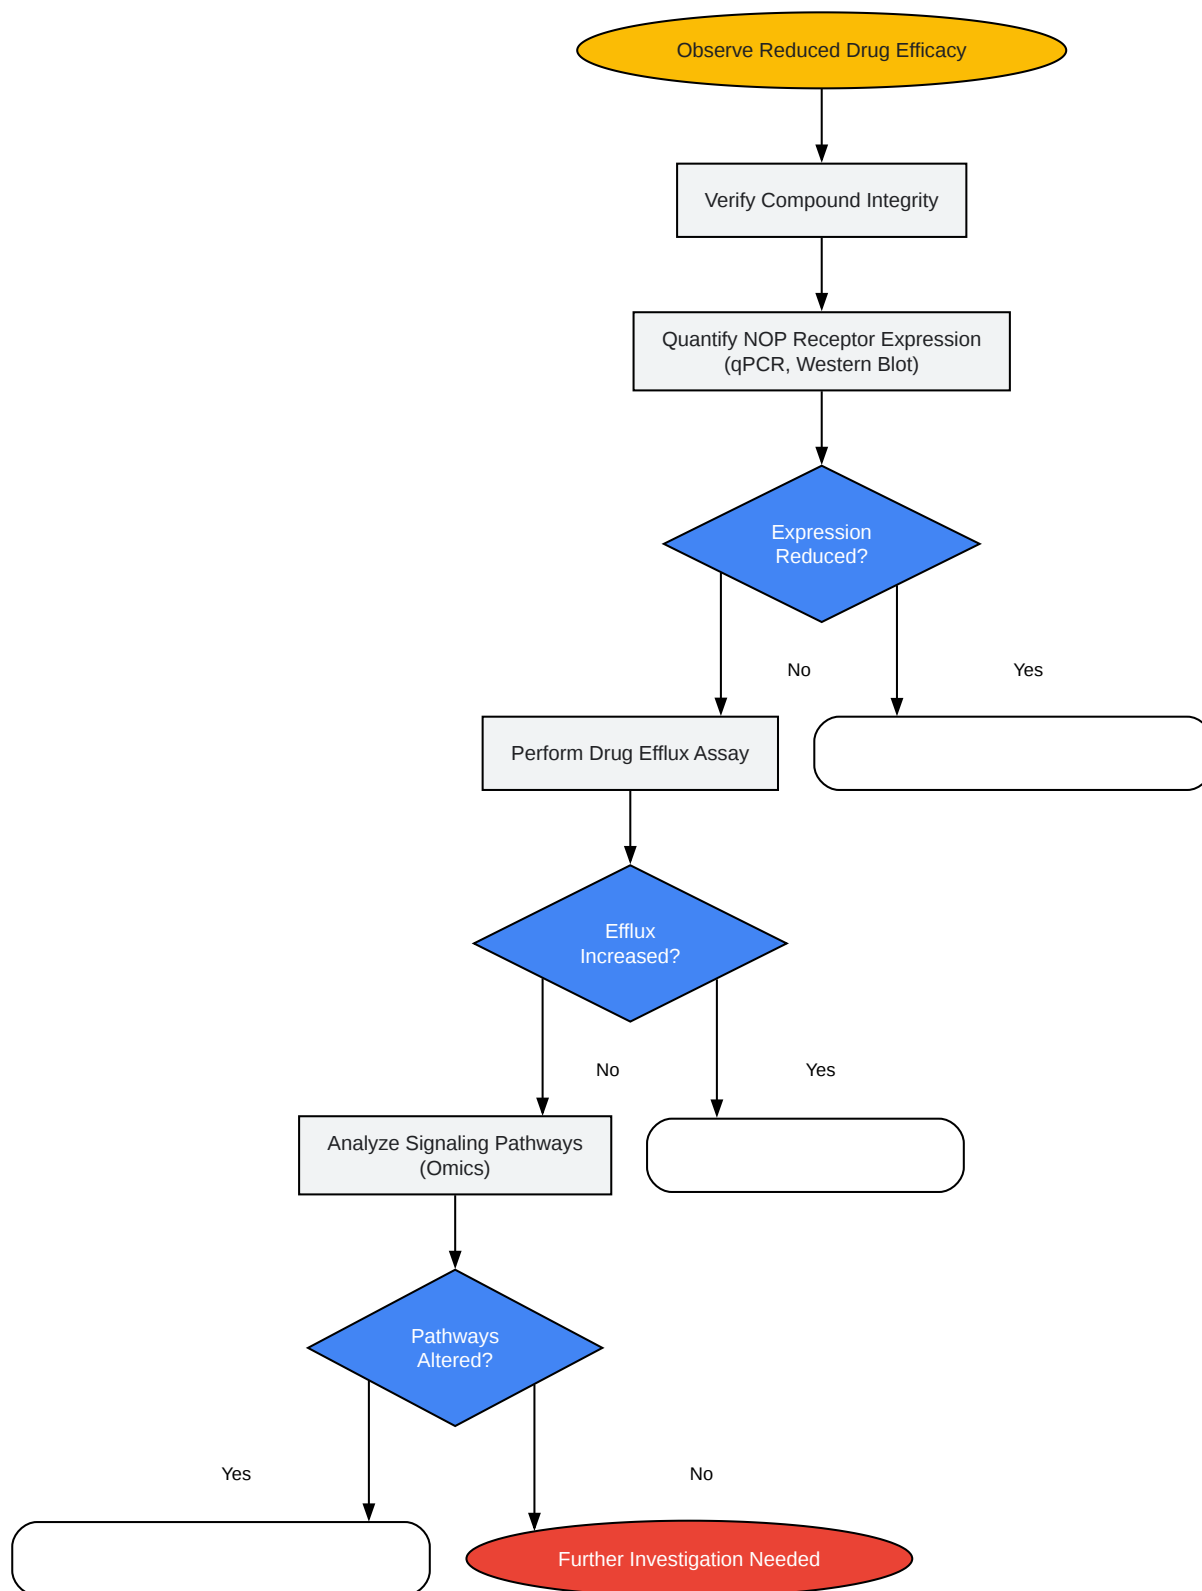 Observe Reduced Drug Efficacy
Verify Compound Integrity
Quantify NOP Receptor Expression
(qPCR, Western Blot)
Expression
Reduced?
No
Yes
Perform Drug Efflux Assay
Efflux
Increased?
No
Yes
Analyze Signaling Pathways
(Omics)
Pathways
Altered?
Yes
No
Further Investigation Needed